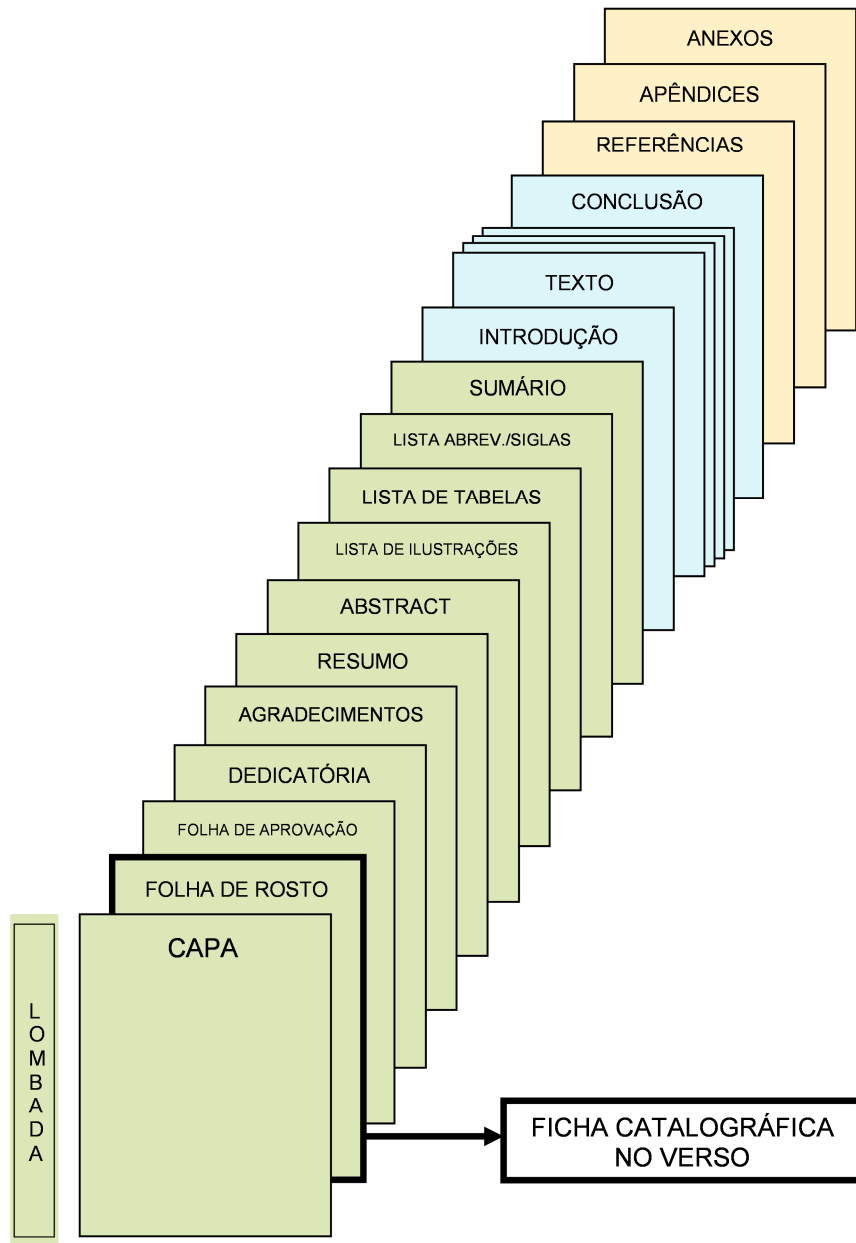 ANEXOS
APÊNDICES
REFERÊNCIAS
CONCLUSÃO
TEXTO
INTRODUÇÃO
SUMÁRIO
LISTA ABREV./SIGLAS
LISTA DE TABELAS
LISTA DE ILUSTRAÇÕES
ABSTRACT
RESUMO
AGRADECIMENTOS
DEDICATÓRIA
FOLHA DE APROVAÇÃO
FOLHA DE ROSTO
CAPA
LOMBADA
FICHA CATALOGRÁFICA
NO VERSO